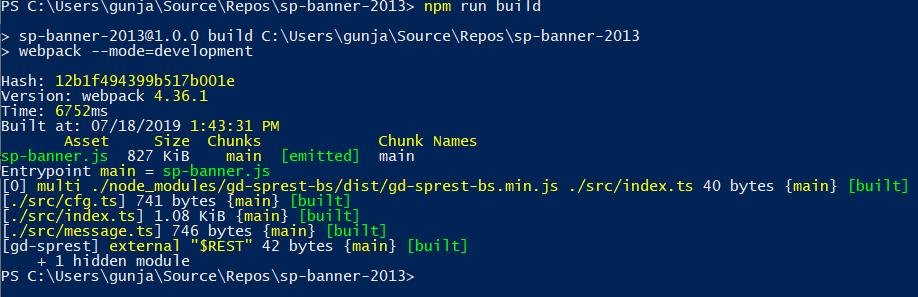 PS C:\Users\gunja\Source\Repos\sp-banner-2013> npm run build
> sp-banner-2013@1.0.0 build C:\Users\gunja\Source\Repos\sp-banner-2013
> webpack --mode=development
Hash: 12b1f494399b517b001e
Version: webpack 4.36.1
Time: 6752ms
Built at: 07/18/2019 1:43:31 PM
Asset Size Chunks Chunk Names
sp-banner.js 827 KiB main [emitted] main
Entrypoint main = sp-banner.js
[0] multi ./node_modules/gd-sprest-bs/dist/gd-sprest-bs.min.js ./src/index.ts 40 bytes {main} [built]
[./src/cfg.ts] 741 bytes {main} [built]
[./src/index.ts] 1.08 KiB {main} [built]
[./src/message.ts] 746 bytes {main} [built]
[gd-sprest] external "$REST" 42 bytes {main} [built]
+ 1 hidden module
PS C:\Users\gunja\Source\Repos\sp-banner-2013>